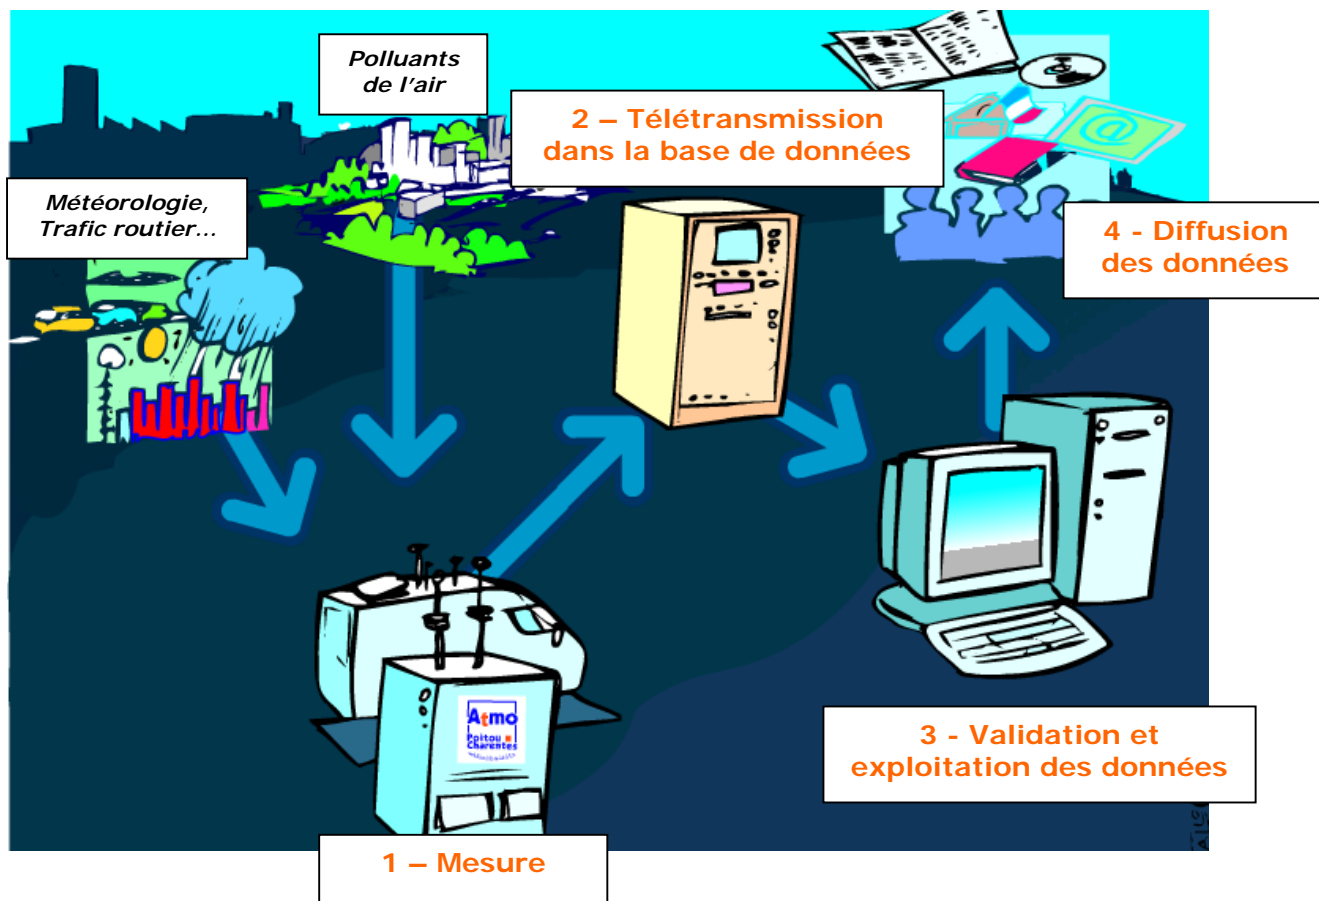 Polluants
de l’air
2 – Télétransmission
dans la base de données
Météorologie,
Trafic routier…
4 - Diffusion
des données
@
Atmo
Poitou
Charentes
3 - Validation et
exploitation des données
1 – Mesure